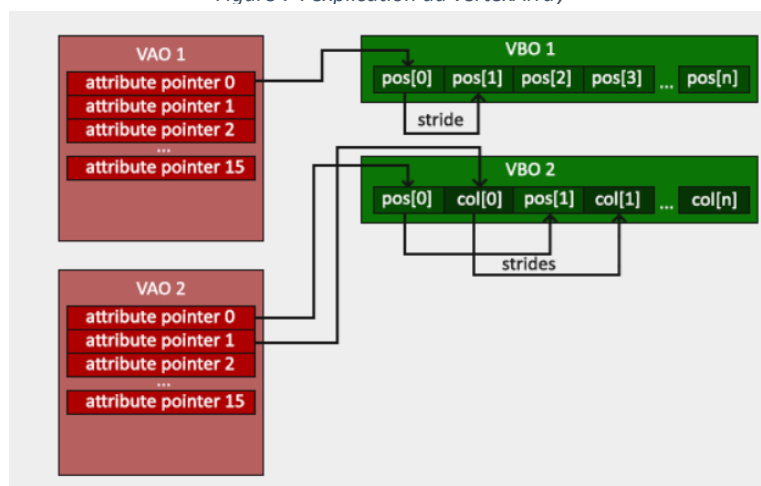 VAO 1
attribute pointer 0
attribute pointer 1
attribute pointer 2
...
attribute pointer 15
VBO 1
pos[0] pos[1] pos[2] pos[3] ... pos[n]
stride
VBO 2
pos[0] col[0] pos[1] col[1] ... col[n]
strides
VAO 2
attribute pointer 0
attribute pointer 1
attribute pointer 2
...
attribute pointer 15